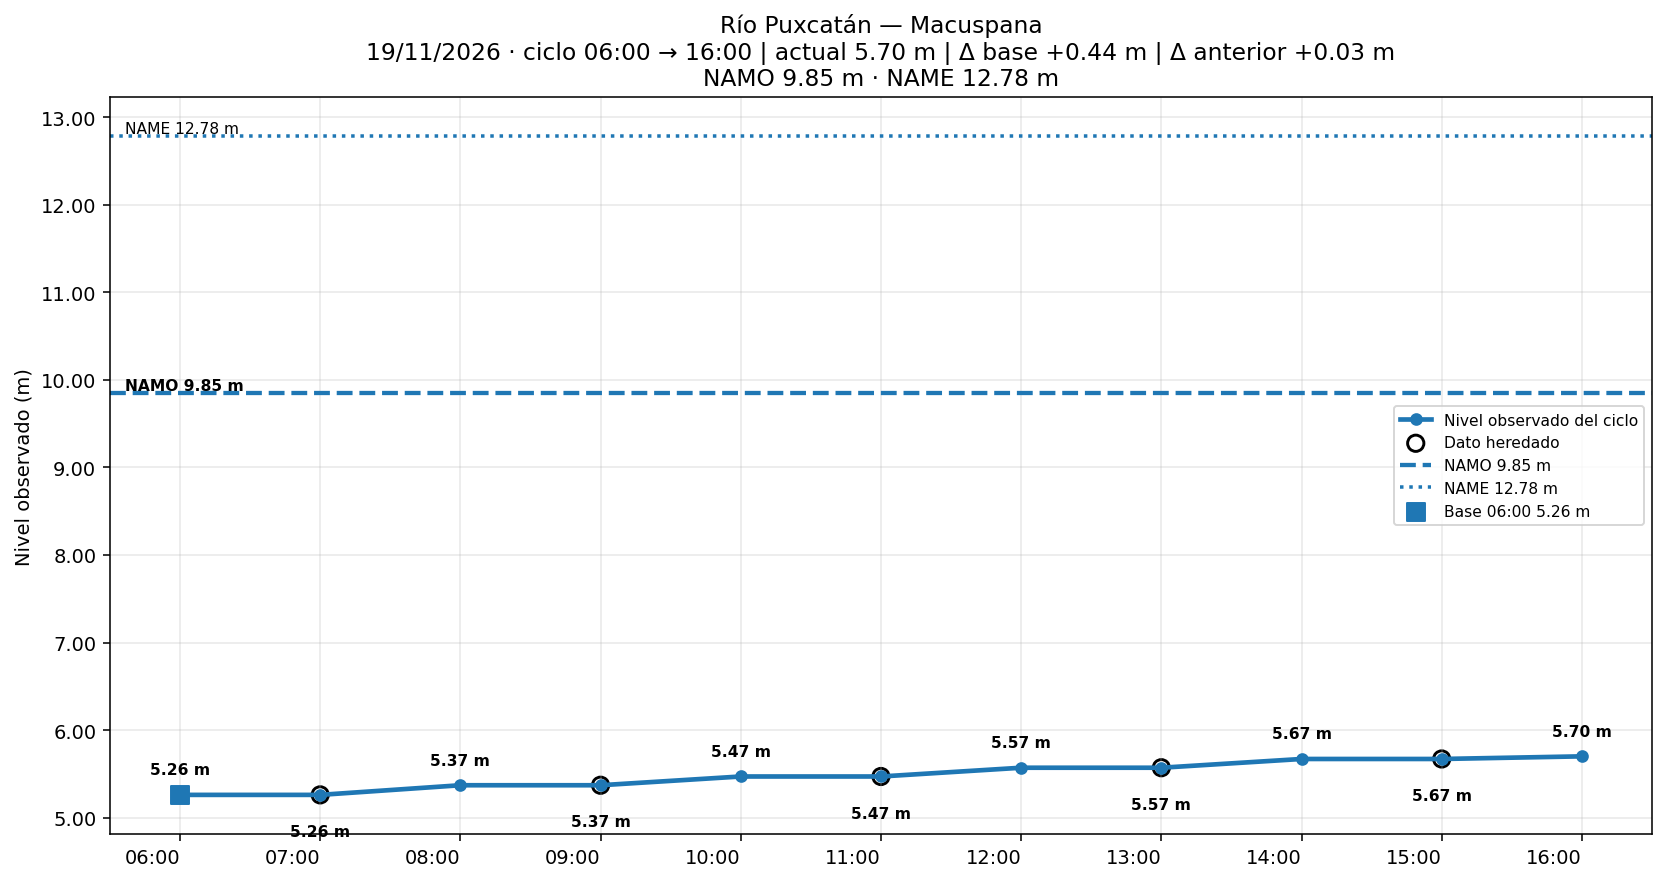 Río Puxcatán — Macuspana
19/11/2026 · ciclo 06:00 → 16:00 | actual 5.70 m | Δ base +0.44 m | Δ anterior +0.03 m
NAMO 9.85 m · NAME 12.78 m
Nivel observado (m)
13.00
12.00
11.00
10.00
9.00
8.00
7.00
6.00
5.00
NAME 12.78 m
NAMO 9.85 m
Nivel observado del ciclo
Dato heredado
NAMO 9.85 m
NAME 12.78 m
Base 06:00 5.26 m
5.26 m
5.26 m
5.37 m
5.37 m
5.47 m
5.47 m
5.57 m
5.57 m
5.67 m
5.67 m
5.70 m
06:00
07:00
08:00
09:00
10:00
11:00
12:00
13:00
14:00
15:00
16:00